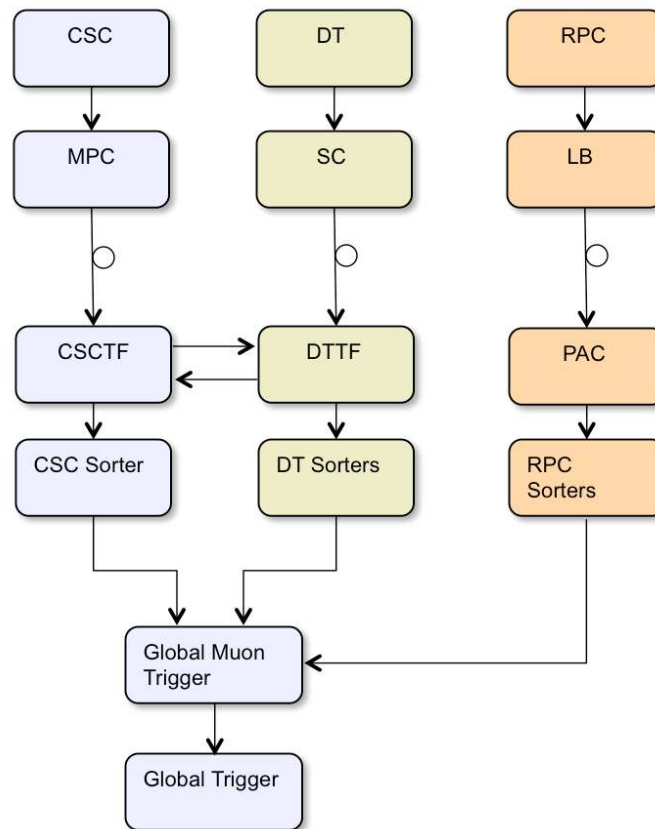 CSC
DT
RPC
MPC
SC
LB
CSCTF
DTTF
PAC
CSC Sorter
DT Sorters
RPC
Sorters
Global Muon
Trigger
Global Trigger